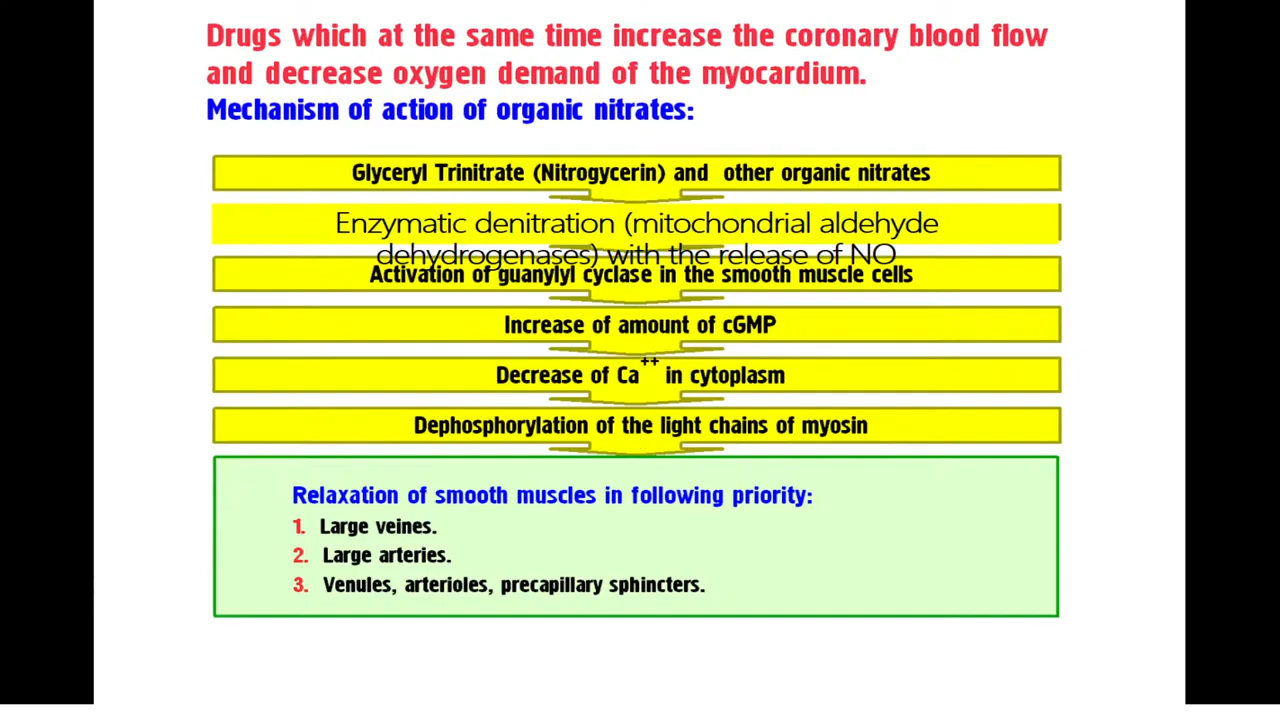 Drugs which at the same time increase the coronary blood flow
and decrease oxygen demand of the myocardium.
Mechanism of action of organic nitrates:
Glyceryl Trinitrate (Nitrogycerin) and other organic nitrates
Enzymatic denitration (mitochondrial aldehyde
dehydrogenases) with the release of NO
Activation of guanylyl cyclase in the smooth muscle cells
Increase of amount of cGMP
Decrease of Ca++ in cytoplasm
Dephosphorylation of the light chains of myosin
Relaxation of smooth muscles in following priority:
1. Large veines.
2. Large arteries.
3. Venules, arterioles, precapillary sphincters.